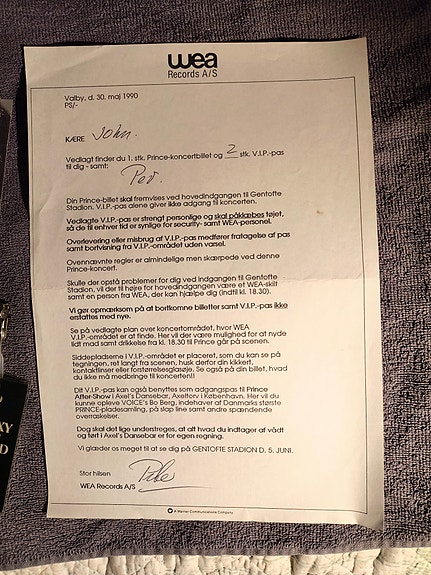 wea
Records A/S
Valby, d. 30. maj 1990
PS/-
KÆRE John.
Vedlagt finder du 1. stk. Prince-koncertbillet og 2 stk. V.I.P.-pas
til dig - samt:
Per
Din Prince-billet skal fremvises ved hovedindgangen til Gentofte
Stadion. V.I.P.-pas alene giver ikke adgang til koncerten.
Vedlagte V.I.P.-pas er strengt personlige og skal påklæbes tøjet,
så de til enhver tid er synlige for security- samt WEA-personel.
Overlevering eller misbrug af V.I.P.-pas medfører fratagelse af pas
samt bortvisning fra V.I.P.-området uden varsel.
Ovennævnte regler er almindelige men skærpede ved denne
Prince-koncert.
Skulle der opstå problemer for dig ved indgangen til Gentofte
Stadion, vil der til højre for hovedindgangen være et WEA-skilt
samt en person fra WEA, der kan hjælpe dig (indtil kl. 18.30).
Vi gør opmærksom på at bortkomne billetter samt V.I.P.-pas ikke
erstattes med nye.
Se på vedlagte plan over koncertområdet, hvor WEA
V.I.P.-området er at finde. Her vil der være mulighed for at nyde
lidt mad samt drikkelse fra kl. 18.30 til Prince går på scenen.
Siddepladserne i V.I.P.-området er placeret, som du kan se på
tegningen, ret langt fra scenen, husk derfor din kikkert,
kontaktlinser eller forstørrelsesglasøje. Se også på din billet, hvad
du ikke må medbringe til koncerten!!
Dit V.I.P.-pas kan også benyttes som adgangspas til Prince
After-Show i Axel's Dansebar, Axeltorv i København. Her vil du
kunne opleve VOICE's Bo Berg, indehaver af Danmarks største
PRINCE-pladesamling, på slap line samt andre spændende
overraskelser.
Dog skal det lige understreges, at alt hvad du indtager af vådt
og tørt i Axel's Dansebar er for egen regning.
Vi glæder os meget til at se dig på GENTOFTE STADION D. 5. JUNI.
Stor hilsen
WEA Records A/S
A Warner Communications Company